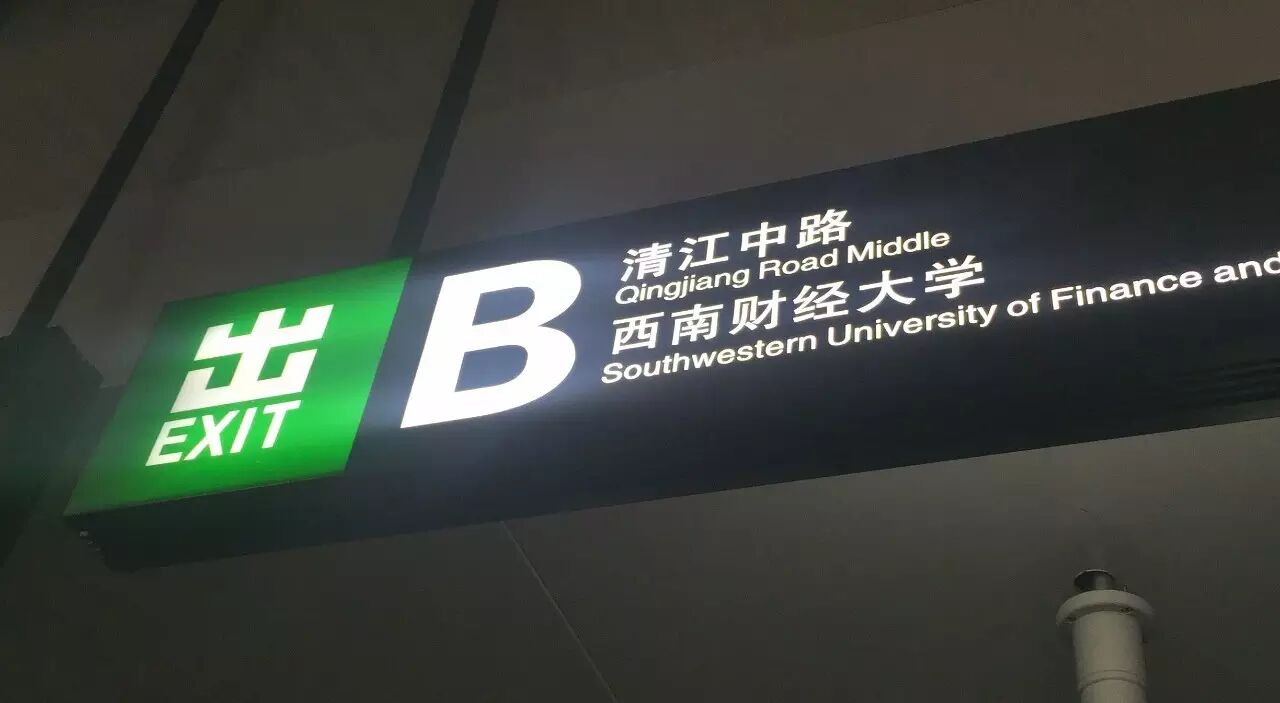 出
EXIT
B
清江中路
Qingjiang Road Middle
西南财经大学
Southwestern University of Finance and